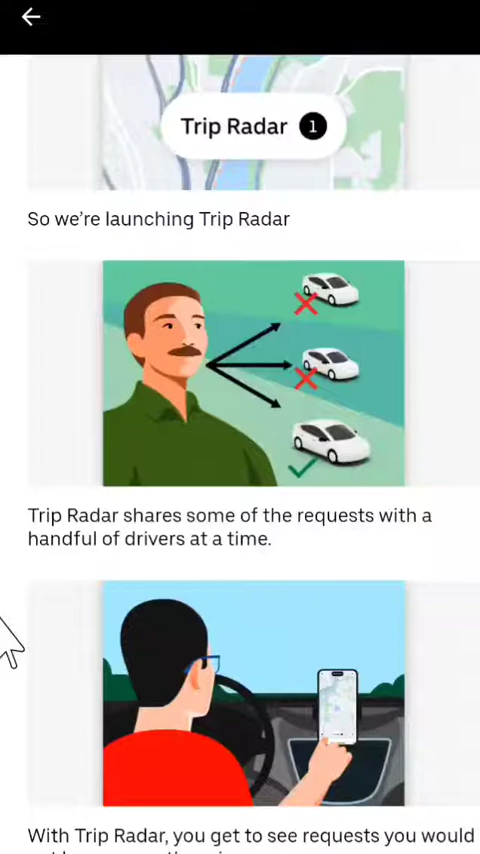 Trip Radar 1
So we’re launching Trip Radar
Trip Radar shares some of the requests with a
handful of drivers at a time.
With Trip Radar, you get to see requests you would